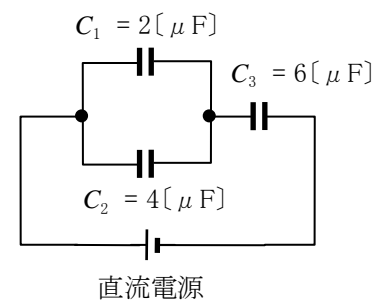 C₁ = 2〔μF〕
C₃ = 6〔μF〕
C₂ = 4〔μF〕
直流電源